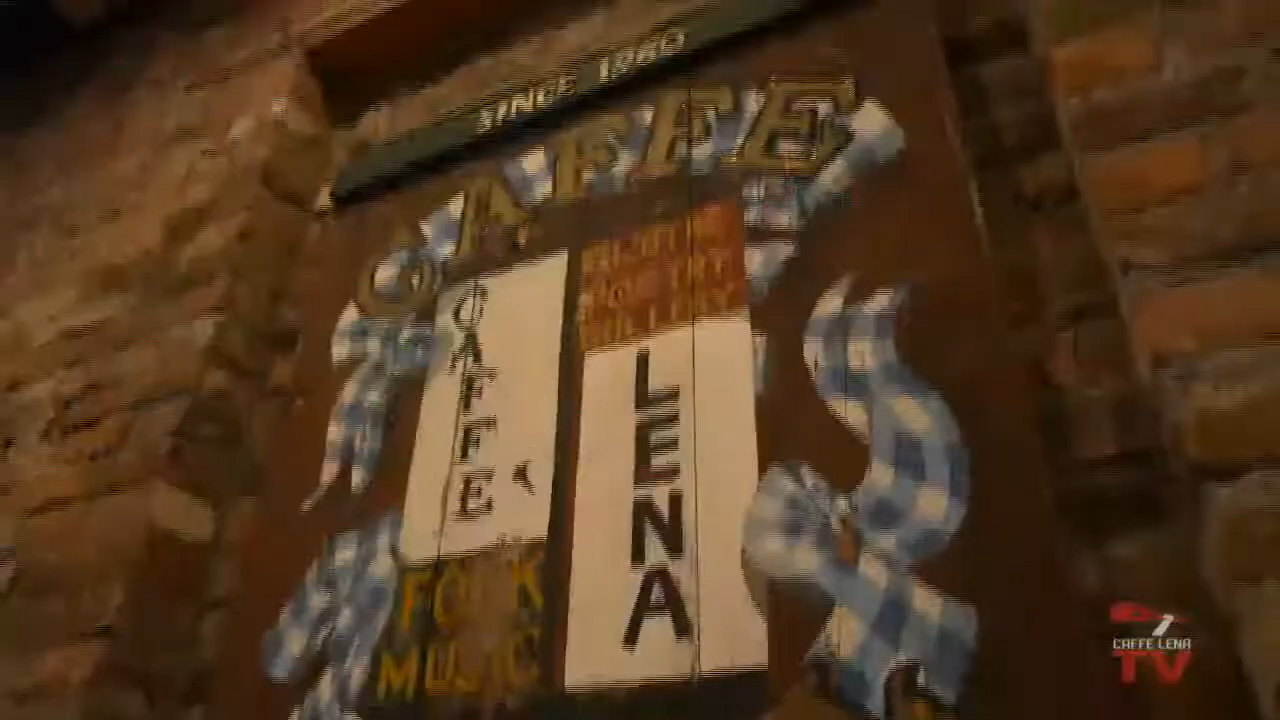 SINCE 1960
CAFFE
CAFFE
LENA
FOLK
MUSIC
CAFFE LENA
TV